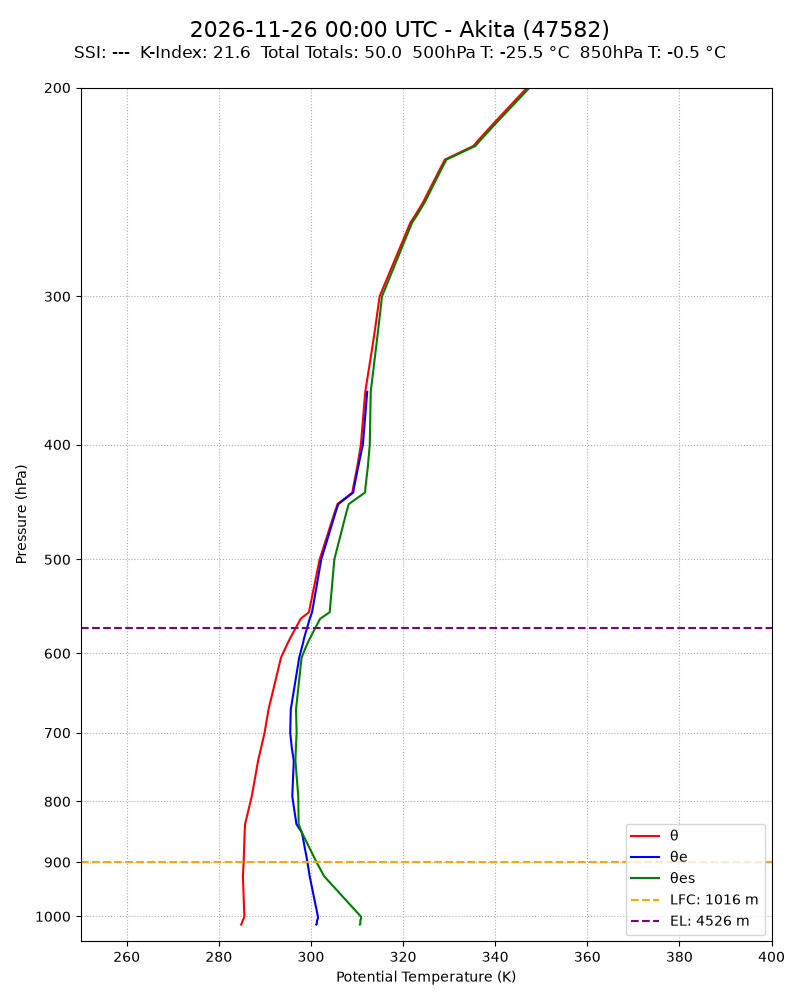 2026-11-26 00:00 UTC - Akita (47582)
SSI: --- K-Index: 21.6 Total Totals: 50.0 500hPa T: -25.5 °C 850hPa T: -0.5 °C
200
300
400
500
600
700
800
900
1000
Pressure (hPa)
θ
θe
θes
LFC: 1016 m
EL: 4526 m
260 280 300 320 340 360 380 400
Potential Temperature (K)